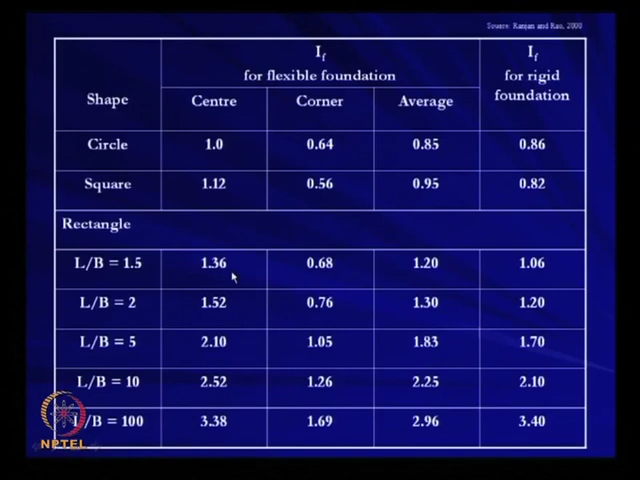 Source: Ranjan and Rao, 2000
Shape
I_f
for flexible foundation
I_f
for rigid
foundation
Centre Corner Average
Circle 1.0 0.64 0.85 0.86
Square 1.12 0.56 0.95 0.82
Rectangle
L/B = 1.5 1.36 0.68 1.20 1.06
L/B = 2 1.52 0.76 1.30 1.20
L/B = 5 2.10 1.05 1.83 1.70
L/B = 10 2.52 1.26 2.25 2.10
L/B = 100 3.38 1.69 2.96 3.40
NPTEL